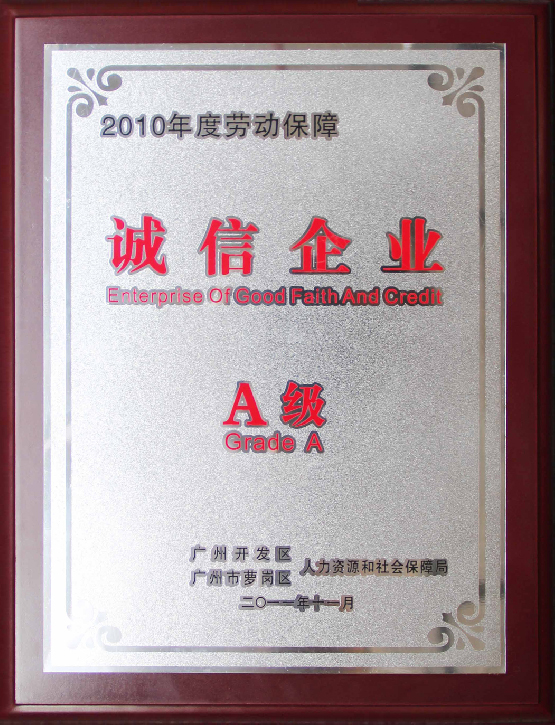 2010年度劳动保障
诚信企业
Enterprise Of Good Faith And Credit
A级
Grade A
广州开发区
广州市萝岗区 人力资源和社会保障局
二〇一一年十一月